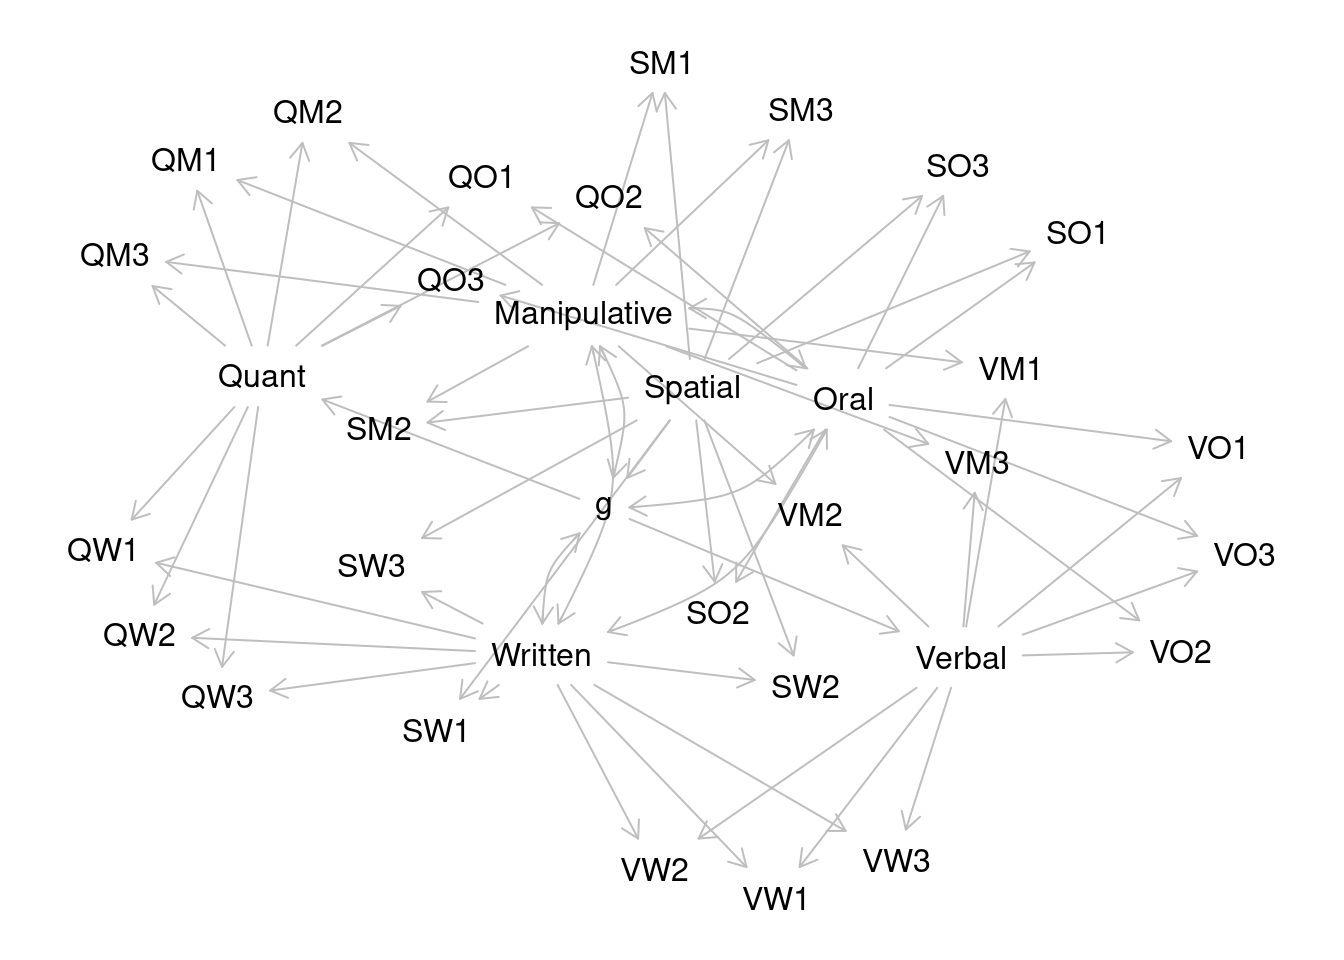 SM1
SM3
QM2
QM1
SO3
QO1
QO2
SO1
QM3
QO3
Manipulative
VM1
Quant
Spatial
Oral
SM2
VO1
VM3
g
VM2
QW1
VO3
SW3
SO2
QW2
VO2
Written
Verbal
SW2
QW3
SW1
VW3
VW2
VW1